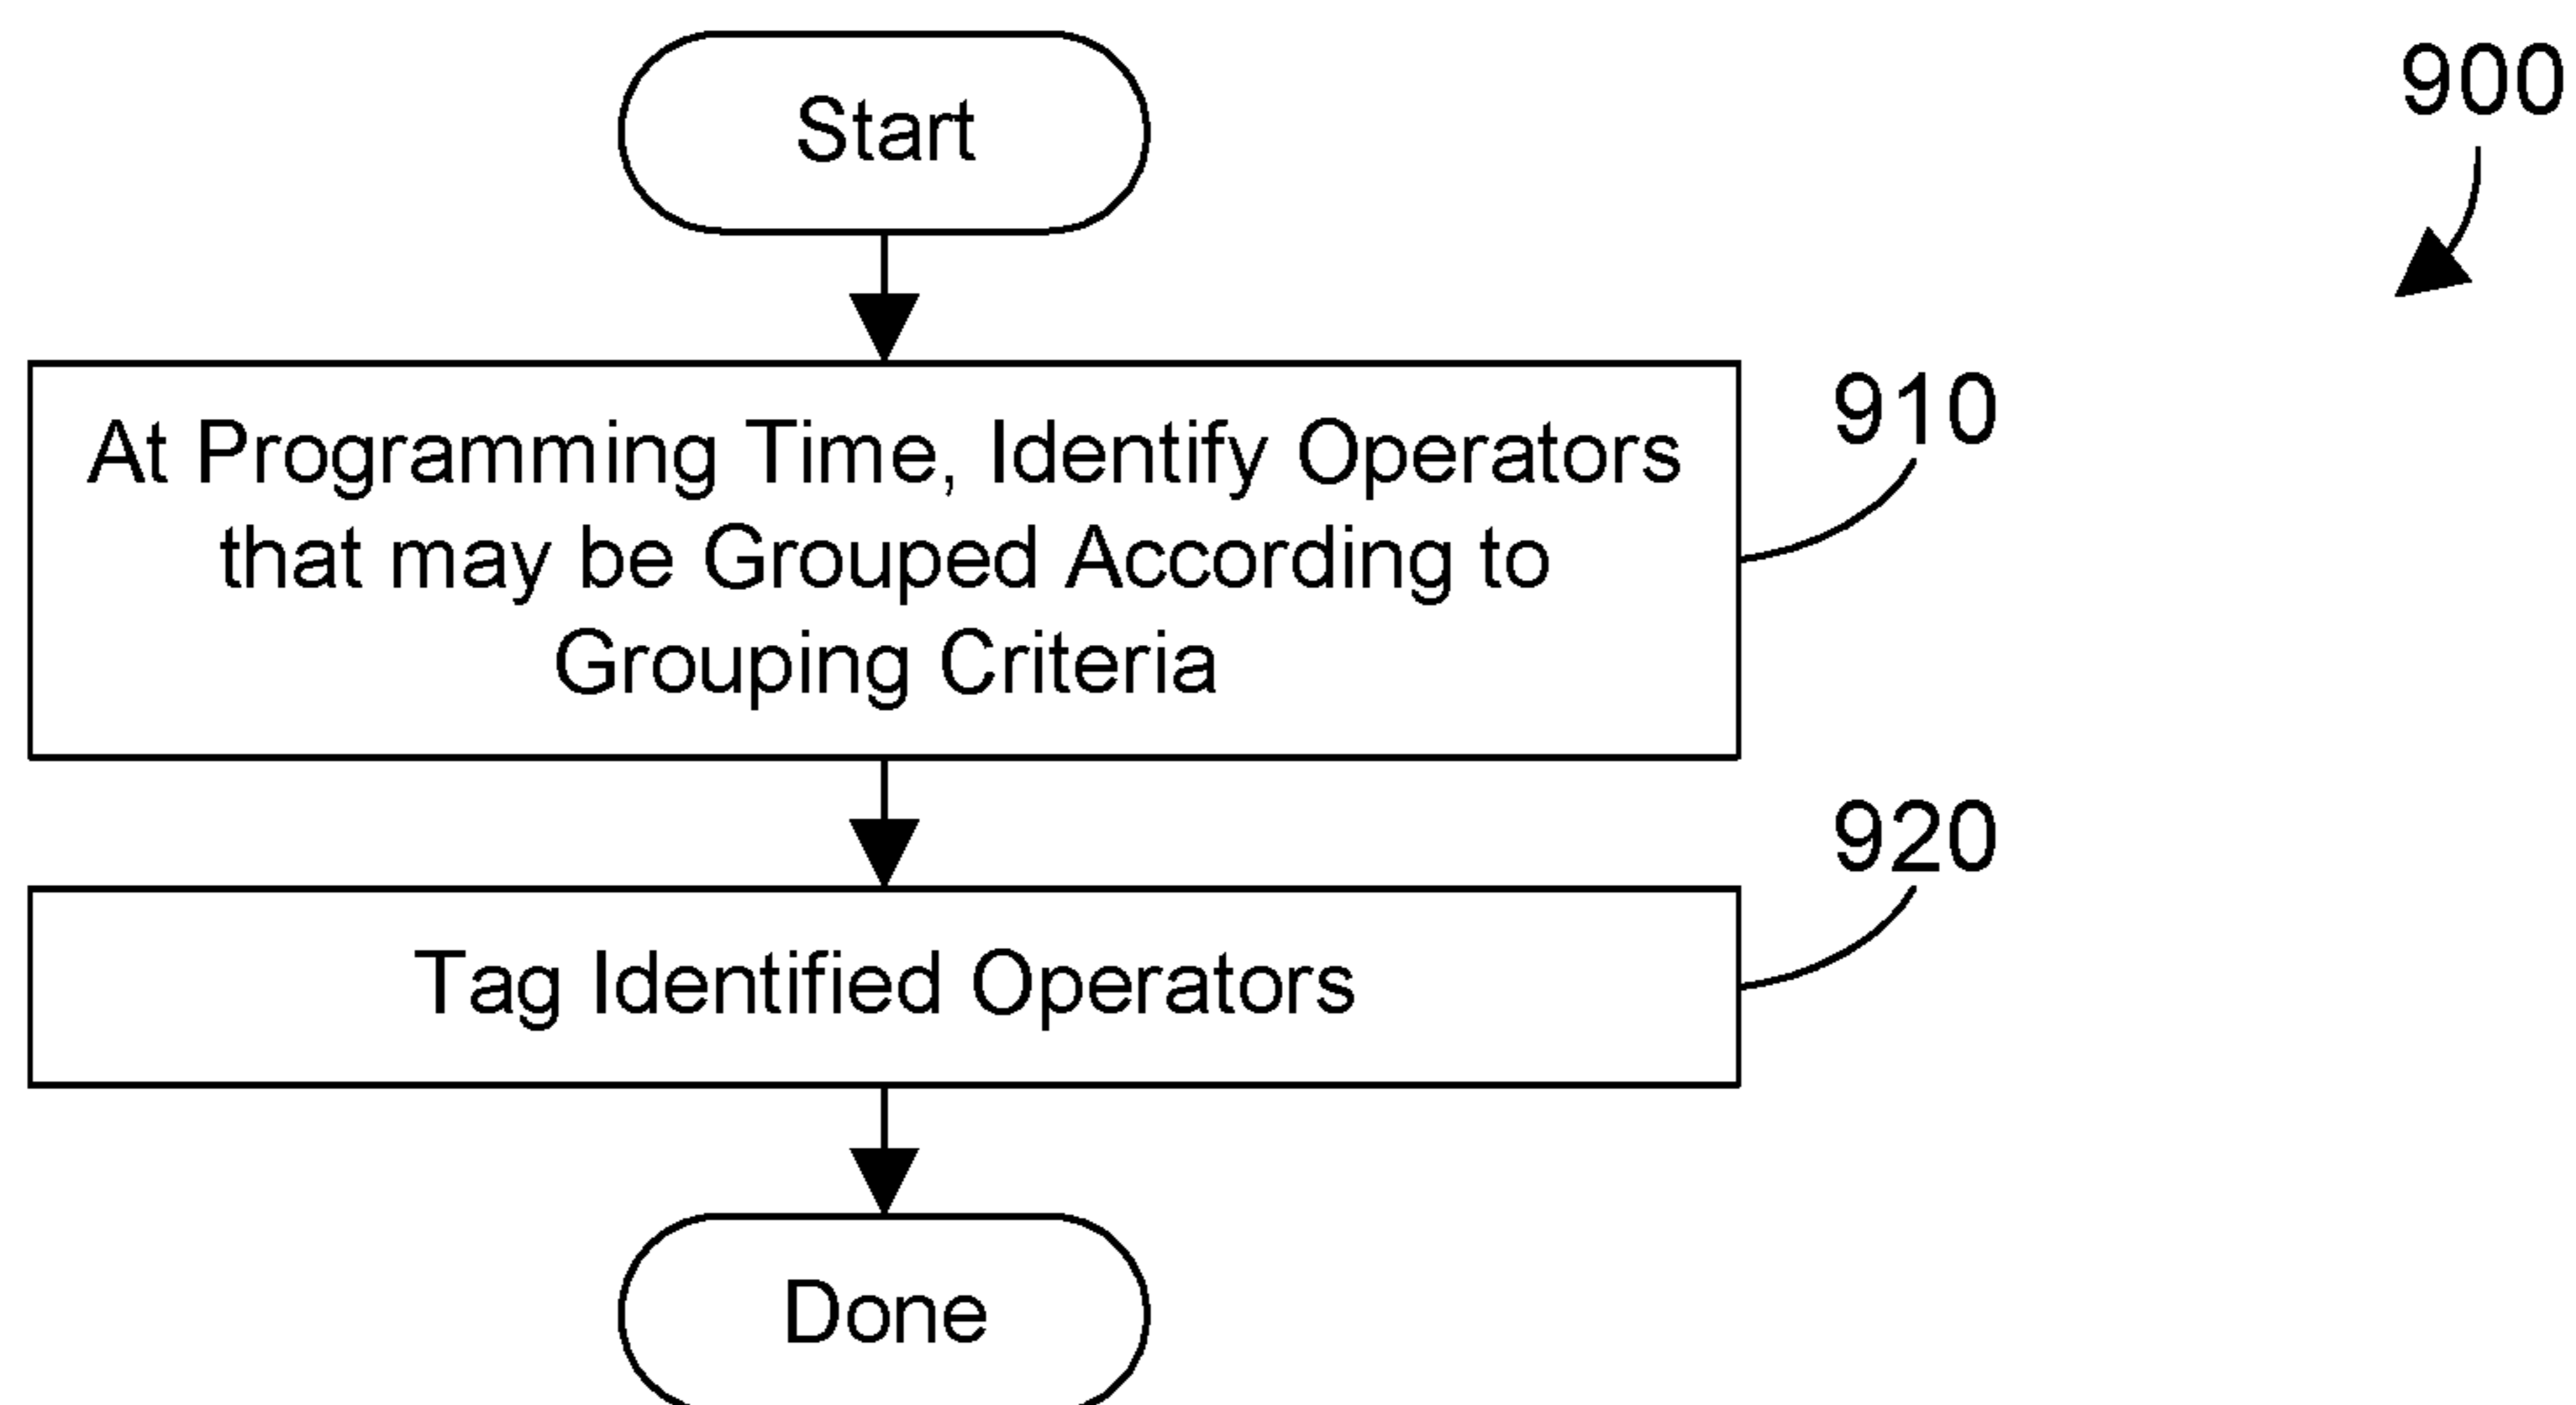 Start
900
At Programming Time, Identify Operators
that may be Grouped According to
Grouping Criteria
910
920
Tag Identified Operators
Done